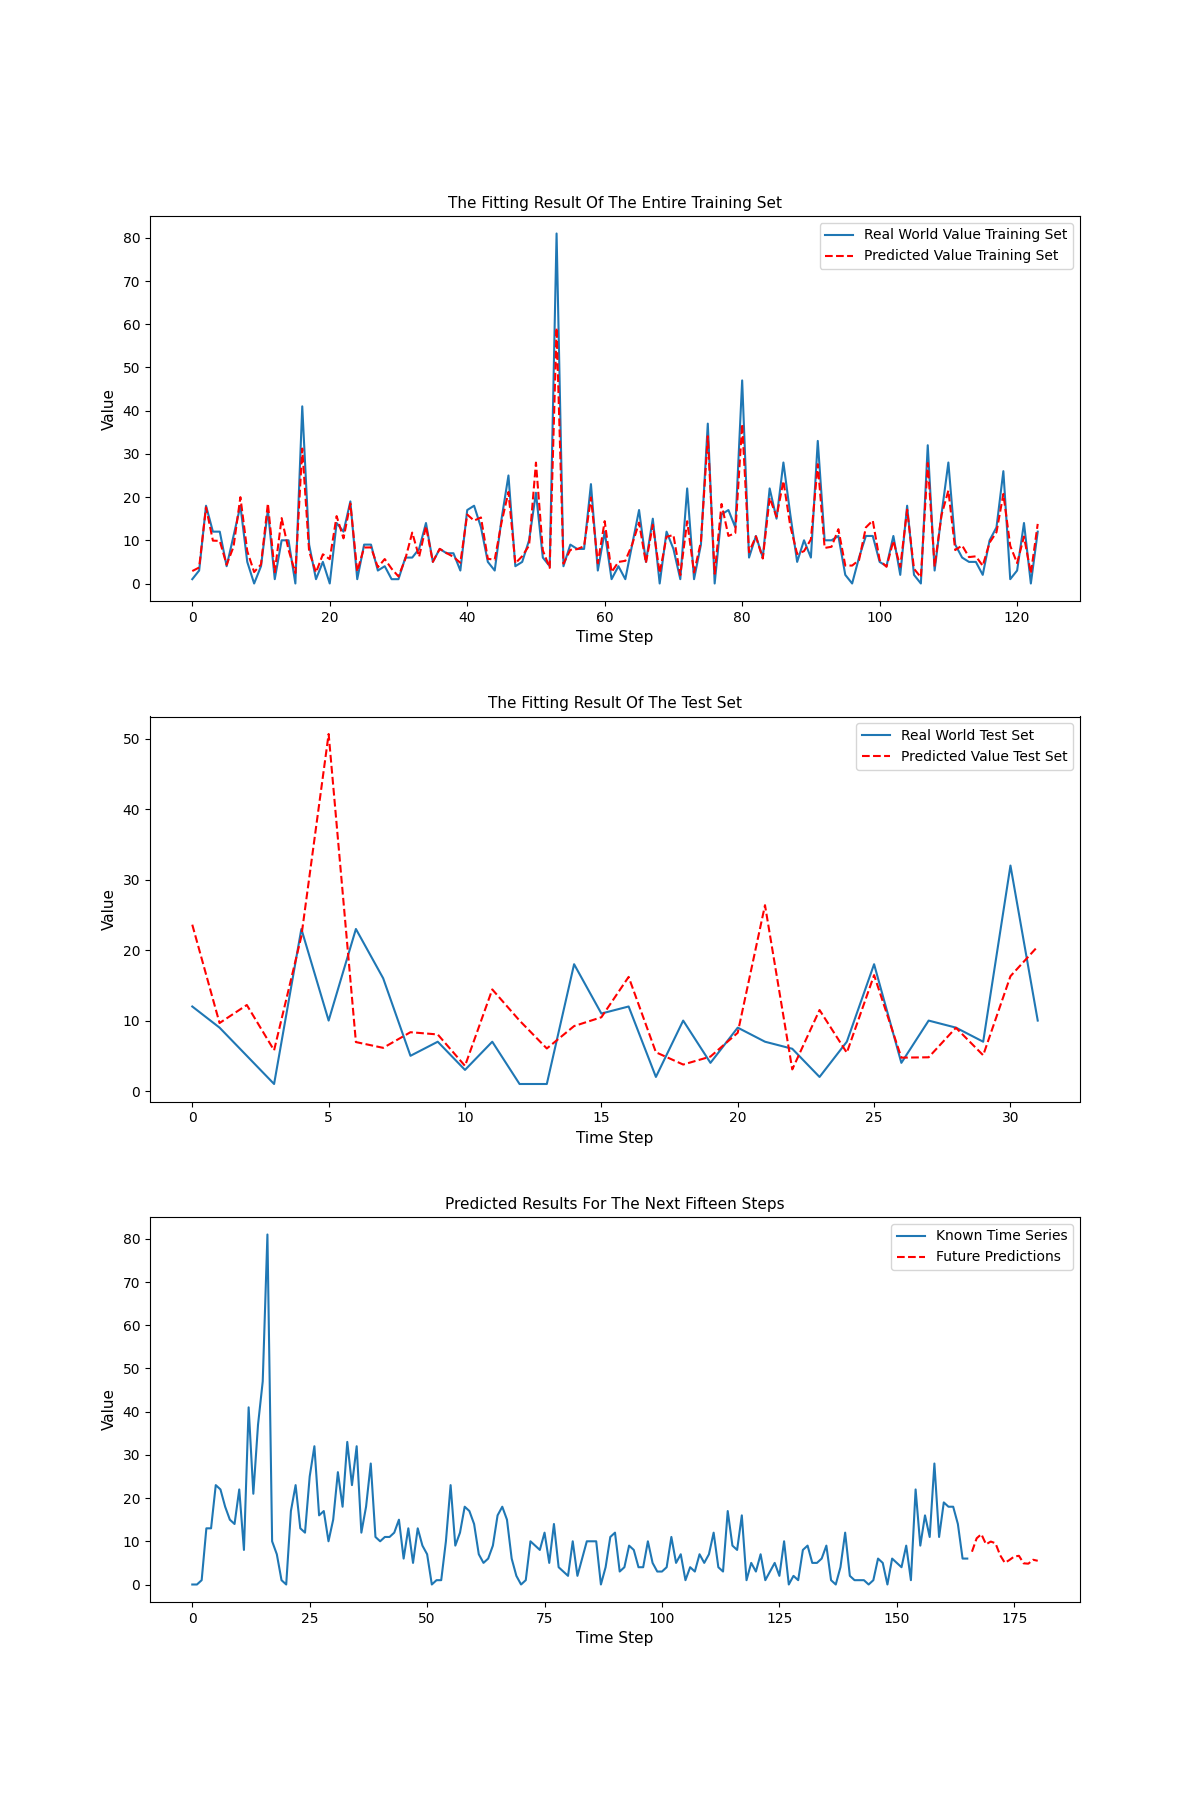 The Fitting Result Of The Entire Training Set
Real World Value Training Set
Predicted Value Training Set
80
70
60
50
40
30
20
10
0
Value
0 20 40 60 80 100 120
Time Step
The Fitting Result Of The Test Set
Real World Test Set
Predicted Value Test Set
50
40
30
20
10
0
Value
0 5 10 15 20 25 30
Time Step
Predicted Results For The Next Fifteen Steps
Known Time Series
Future Predictions
80
70
60
50
40
30
20
10
0
Value
0 25 50 75 100 125 150 175
Time Step